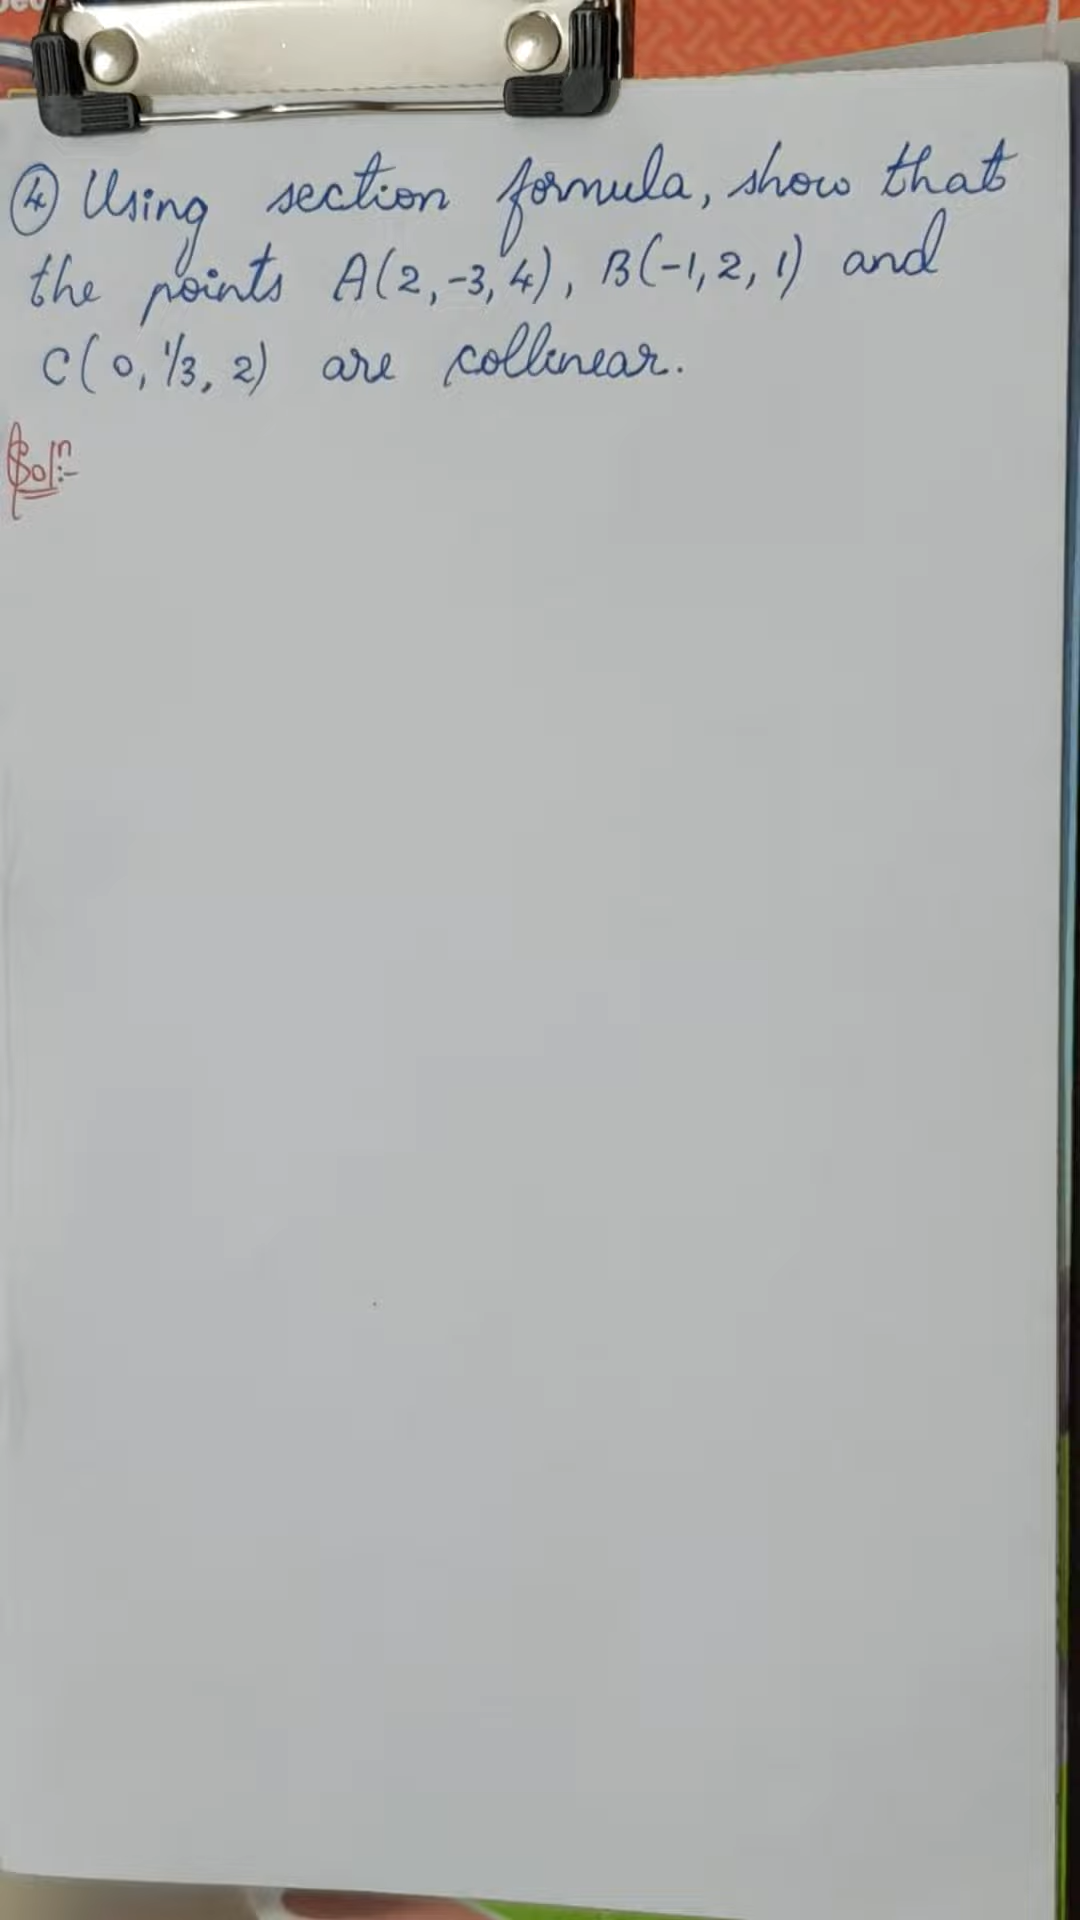 ④ Using section formula, show that
the points A(2,-3,4), B(-1,2,1) and
C(0,1/3,2) are collinear.
Solⁿ:-